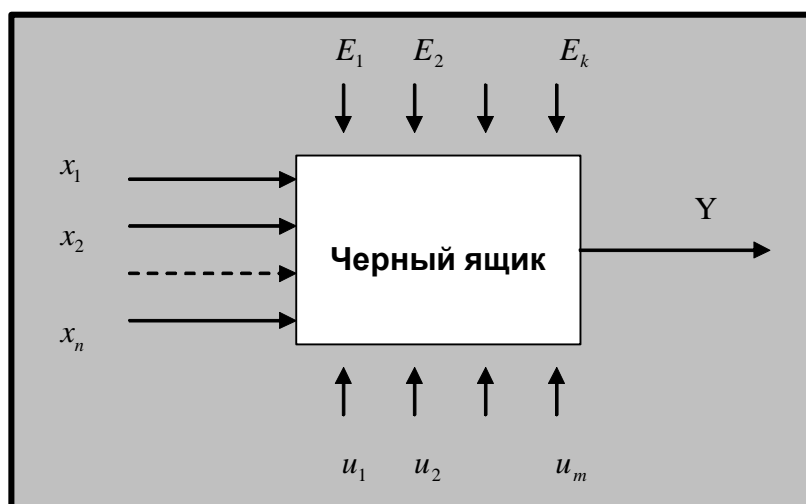 E₁ E₂ Eₖ
x₁
Y
x₂
Черный ящик
xₙ
u₁ u₂ uₘ